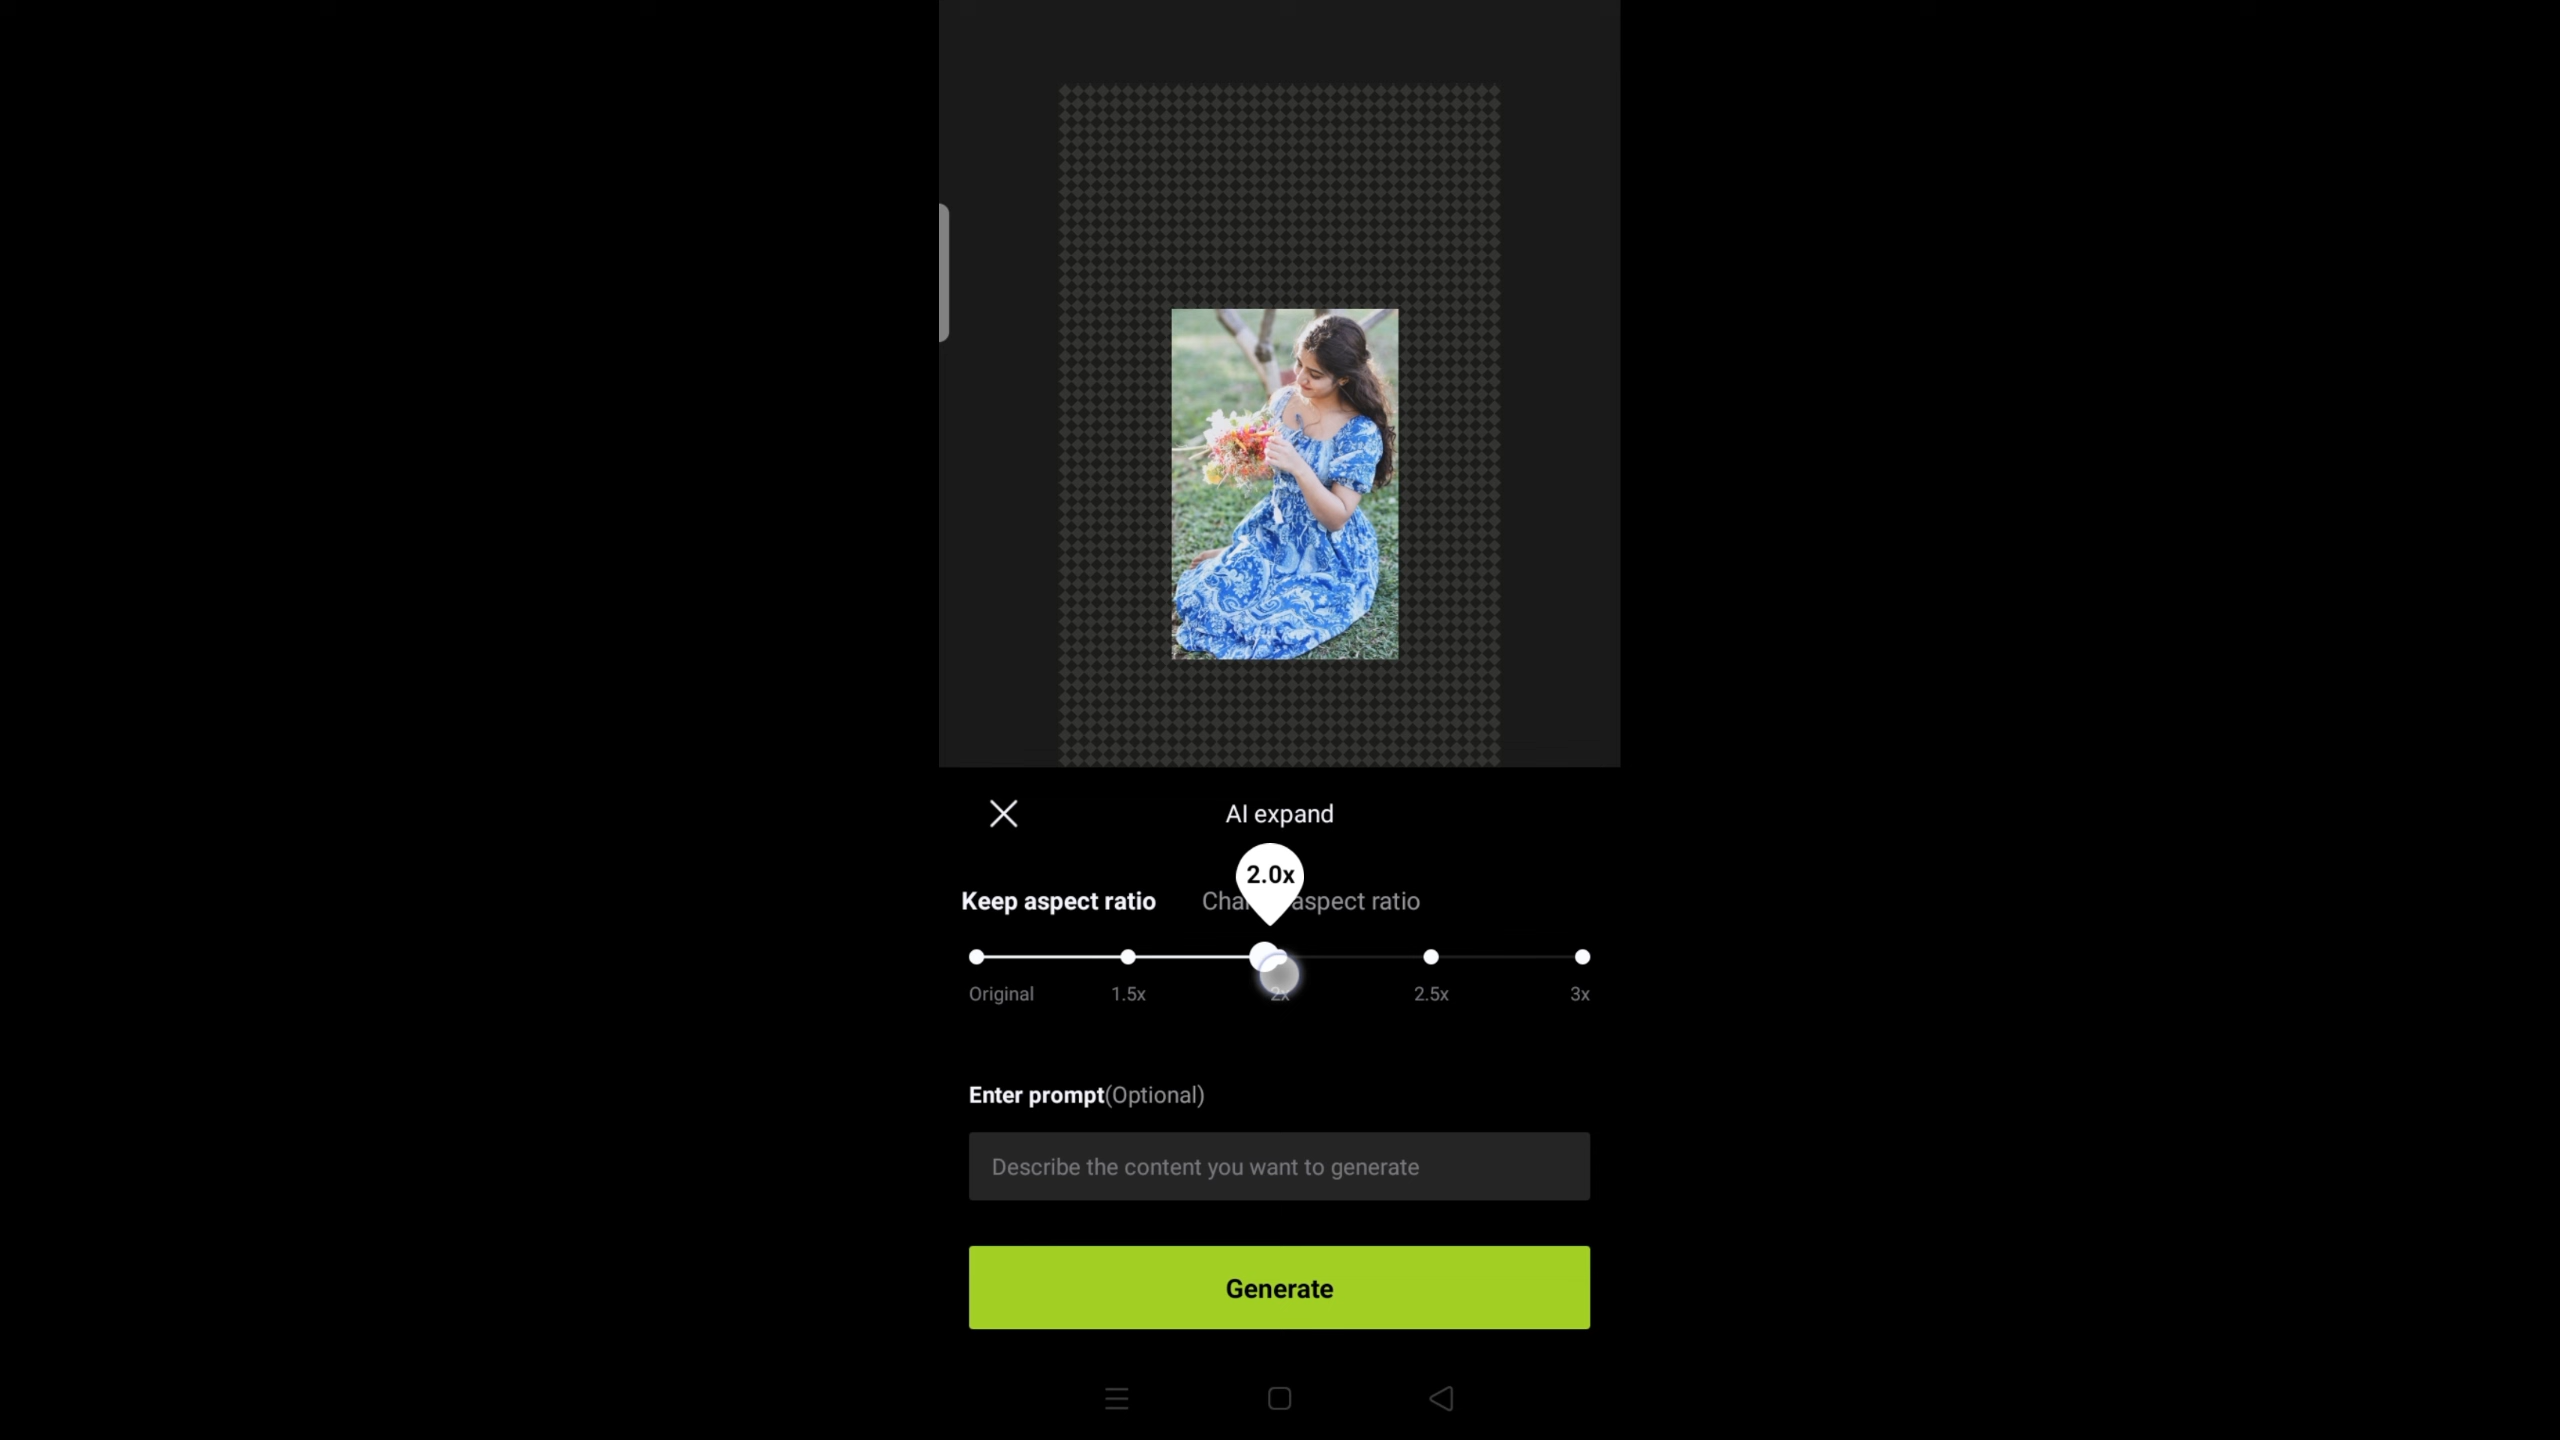 AI expand
2.0x
Keep aspect ratio
Cha aspect ratio
Original 1.5x 2x 2.5x 3x
Enter prompt(Optional)
Describe the content you want to generate
Generate